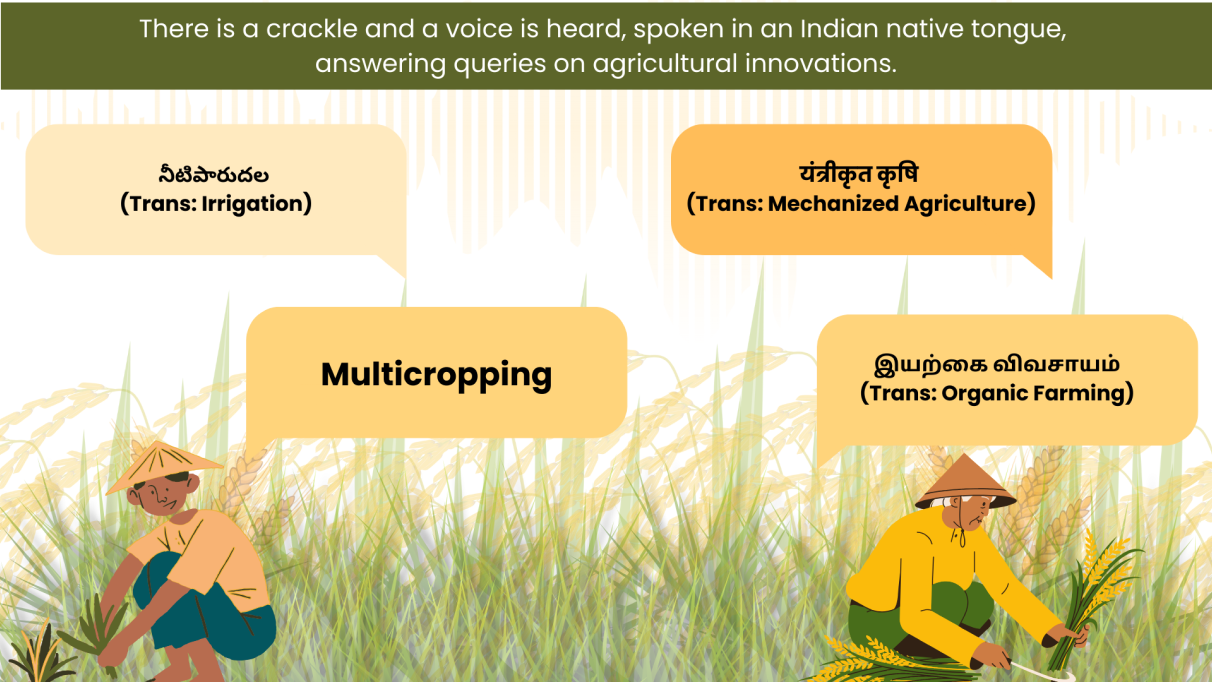 There is a crackle and a voice is heard, spoken in an Indian native tongue,
answering queries on agricultural innovations.
నీటిపారుదల
(Trans: Irrigation)
यंत्रीकृत कृषि
(Trans: Mechanized Agriculture)
Multicropping
இயற்கை விவசாயம்
(Trans: Organic Farming)